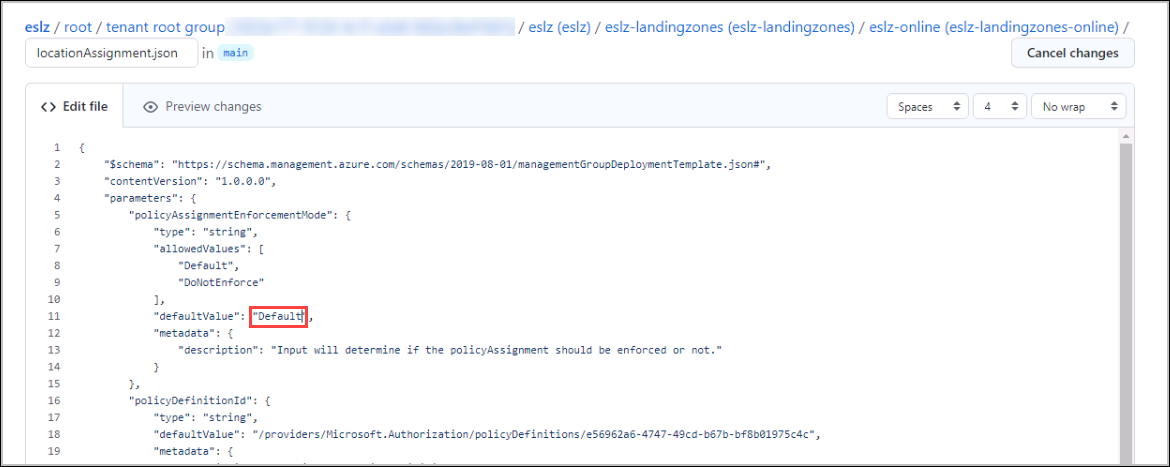 eslz / root / tenant root group / eslz (eslz) / eslz-landingzones (eslz-landingzones) / eslz-online (eslz-landingzones-online) /
locationAssignment.json in main Cancel changes
<> Edit file Preview changes Spaces 4 No wrap
1 {
2 "$schema": "https://schema.management.azure.com/schemas/2019-08-01/managementGroupDeploymentTemplate.json#",
3 "contentVersion": "1.0.0.0",
4 "parameters": {
5 "policyAssignmentEnforcementMode": {
6 "type": "string",
7 "allowedValues": [
8 "Default",
9 "DoNotEnforce"
10 ],
11 "defaultValue": "Default",
12 "metadata": {
13 "description": "Input will determine if the policyAssignment should be enforced or not."
14 }
15 },
16 "policyDefinitionId": {
17 "type": "string",
18 "defaultValue": "/providers/Microsoft.Authorization/policyDefinitions/e56962a6-4747-49cd-b67b-bf8b01975c4c",
19 "metadata": {